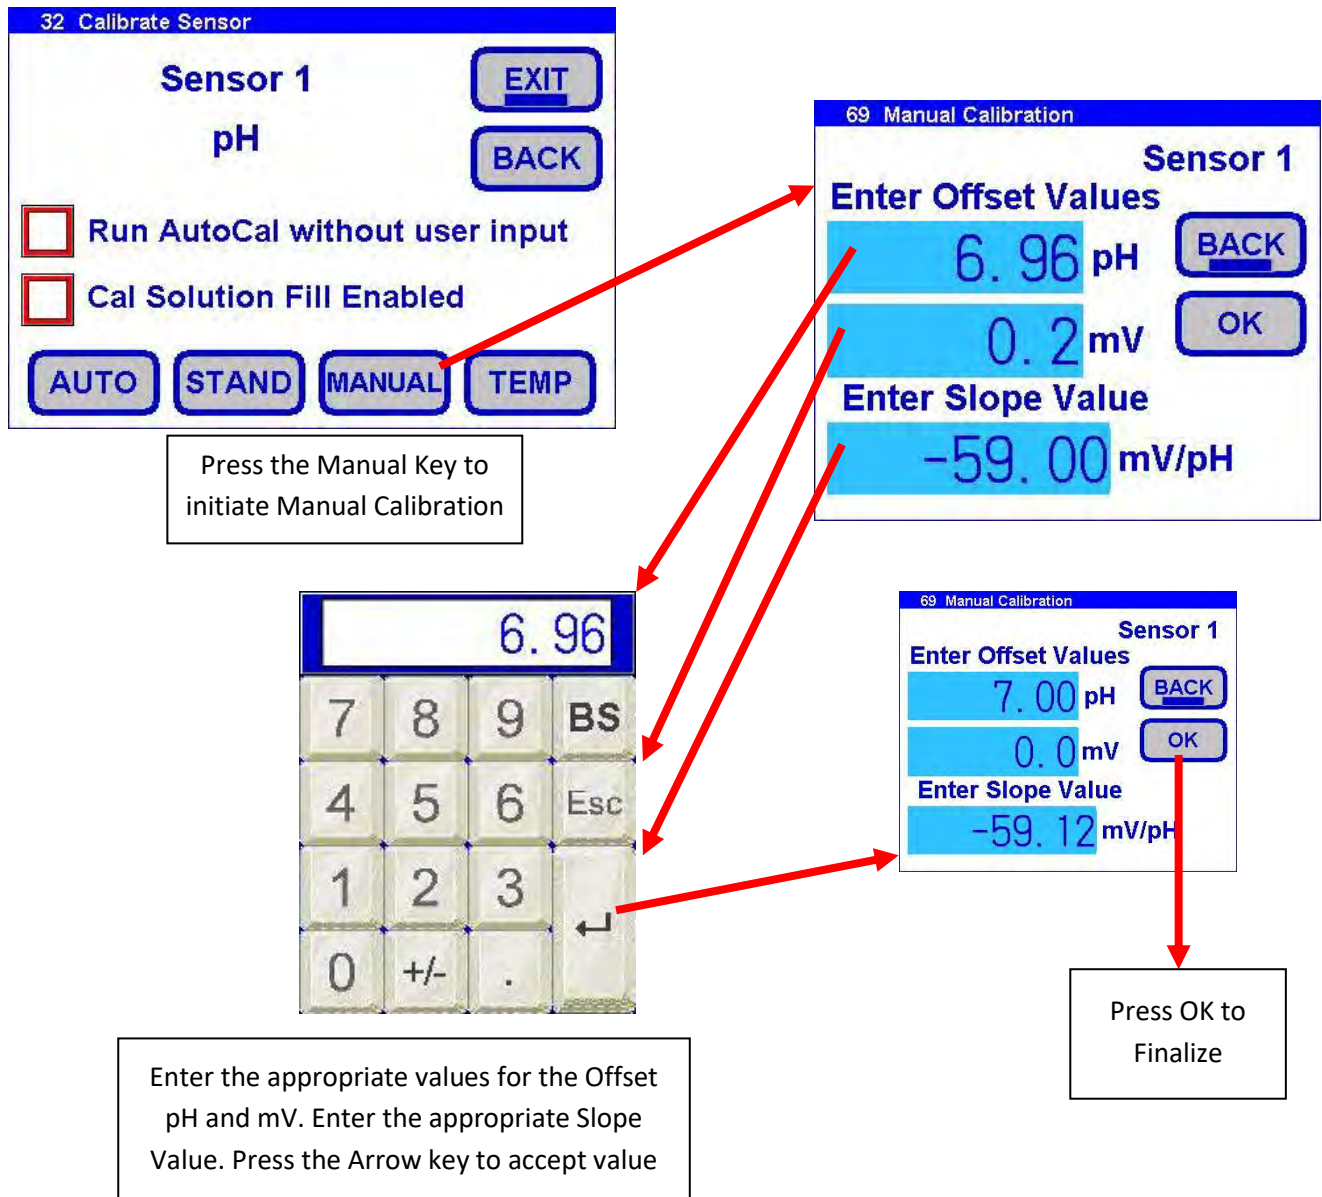 32 Calibrate Sensor
Sensor 1
pH
EXIT
BACK
Run AutoCal without user input
Cal Solution Fill Enabled
AUTO STAND MANUAL TEMP
Press the Manual Key to
initiate Manual Calibration
69 Manual Calibration
Sensor 1
Enter Offset Values
6.96 pH
BACK
0.2 mV
OK
Enter Slope Value
-59.00 mV/pH
6.96
7 8 9 BS
4 5 6 Esc
1 2 3 ↵
0 +/- .
Enter the appropriate values for the Offset
pH and mV. Enter the appropriate Slope
Value. Press the Arrow key to accept value
69 Manual Calibration
Sensor 1
Enter Offset Values
7.00 pH
BACK
0.0 mV
OK
Enter Slope Value
-59.12 mV/pH
Press OK to
Finalize